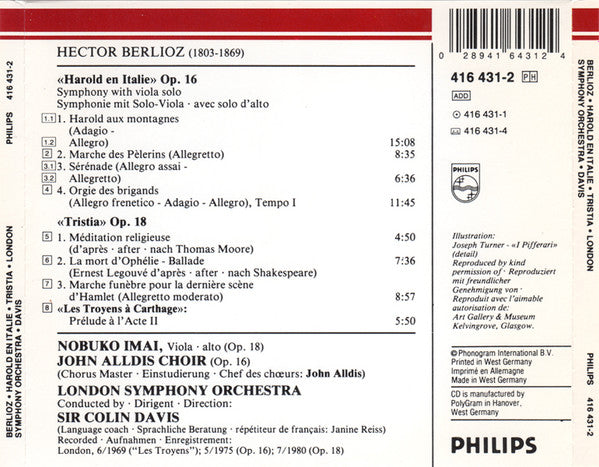 BERLIOZ • HAROLD EN ITALIE • TRISTIA • LONDON
SYMPHONY ORCHESTRA • DAVIS
PHILIPS
416 431-2
HECTOR BERLIOZ (1803-1869)
«Harold en Italie» Op. 16
Symphony with viola solo
Symphonie mit Solo-Viola · avec solo d'alto
1.1 1. Harold aux montagnes
(Adagio -
1.2 Allegro) 15:08
2 2. Marche des Pèlerins (Allegretto) 8:35
3.1 3. Sérénade (Allegro assai -
3.2 Allegretto) 6:36
4 4. Orgie des brigands
(Allegro frenetico - Adagio - Allegro), Tempo I 11:45
«Tristia» Op. 18
5 1. Méditation religieuse 4:50
(d'après · after · nach Thomas Moore)
6 2. La mort d'Ophélie - Ballade 7:36
(Ernest Legouvé d'après · after · nach Shakespeare)
7 3. Marche funèbre pour la dernière scène
d'Hamlet (Allegretto moderato) 8:57
8 «Les Troyens à Carthage»:
Prélude à l'Acte II 5:50
NOBUKO IMAI, Viola · alto (Op. 18)
JOHN ALLDIS CHOIR (Op. 16)
(Chorus Master · Einstudierung · Chef des chœurs: John Alldis)
LONDON SYMPHONY ORCHESTRA
Conducted by · Dirigent · Direction:
SIR COLIN DAVIS
(Language coach · Sprachliche Beratung · répétiteur de français: Janine Reiss)
Recorded · Aufnahmen · Enregistrement:
London, 6/1969 ("Les Troyens"); 5/1975 (Op. 16); 7/1980 (Op. 18)
0 28941 64312 4
416 431-2 PH
ADD
416 431-1
416 431-4
PHILIPS
Illustration:
Joseph Turner - «I Pifferari»
(detail)
Reproduced by kind
permission of · Reproduziert
mit freundlicher
Genehmigung von ·
Reproduit avec l'aimable
autorisation de:
Art Gallery & Museum
Kelvingrove, Glasgow.
© Phonogram International B.V.
Printed in West Germany
Imprimé en Allemagne
Made in West Germany
CD is manufactured by
PolyGram in Hanover,
West Germany
PHILIPS
BERLIOZ • HAROLD EN ITALIE • TRISTIA • LONDON
SYMPHONY ORCHESTRA • DAVIS
PHILIPS
416 431-2